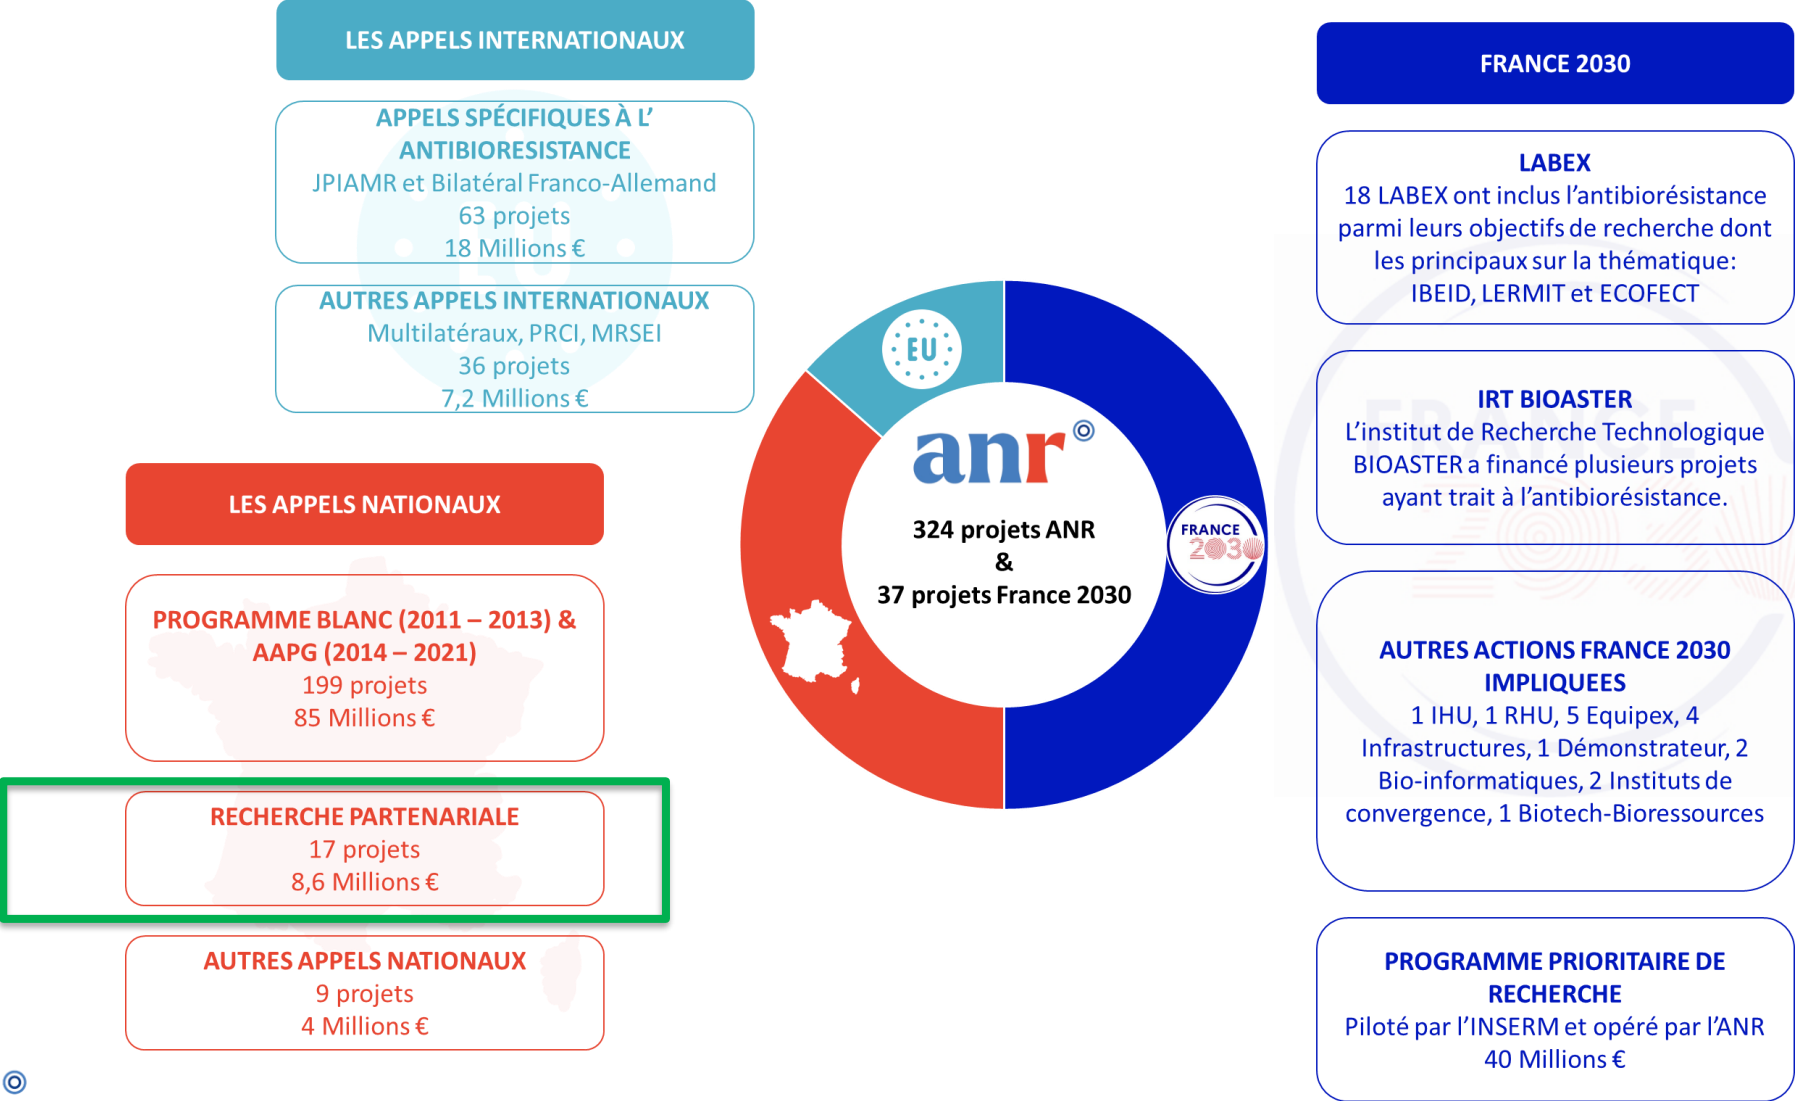 LES APPELS INTERNATIONAUX
APPELS SPÉCIFIQUES À L'
ANTIBIORESISTANCE
JPIAMR et Bilatéral Franco-Allemand
63 projets
18 Millions €
AUTRES APPELS INTERNATIONAUX
Multilatéraux, PRCI, MRSEI
36 projets
7,2 Millions €
LES APPELS NATIONAUX
PROGRAMME BLANC (2011 – 2013) &
AAPG (2014 – 2021)
199 projets
85 Millions €
RECHERCHE PARTENARIALE
17 projets
8,6 Millions €
AUTRES APPELS NATIONAUX
9 projets
4 Millions €
EU
anr
324 projets ANR
&
37 projets France 2030
FRANCE
2030
FRANCE 2030
LABEX
18 LABEX ont inclus l'antibiorésistance
parmi leurs objectifs de recherche dont
les principaux sur la thématique:
IBEID, LERMIT et ECOFECT
IRT BIOASTER
L'institut de Recherche Technologique
BIOASTER a financé plusieurs projets
ayant trait à l'antibiorésistance.
AUTRES ACTIONS FRANCE 2030
IMPLIQUEES
1 IHU, 1 RHU, 5 Equipex, 4
Infrastructures, 1 Démonstrateur, 2
Bio-informatiques, 2 Instituts de
convergence, 1 Biotech-Bioressources
PROGRAMME PRIORITAIRE DE
RECHERCHE
Piloté par l'INSERM et opéré par l'ANR
40 Millions €
EU
FRANCE
2030